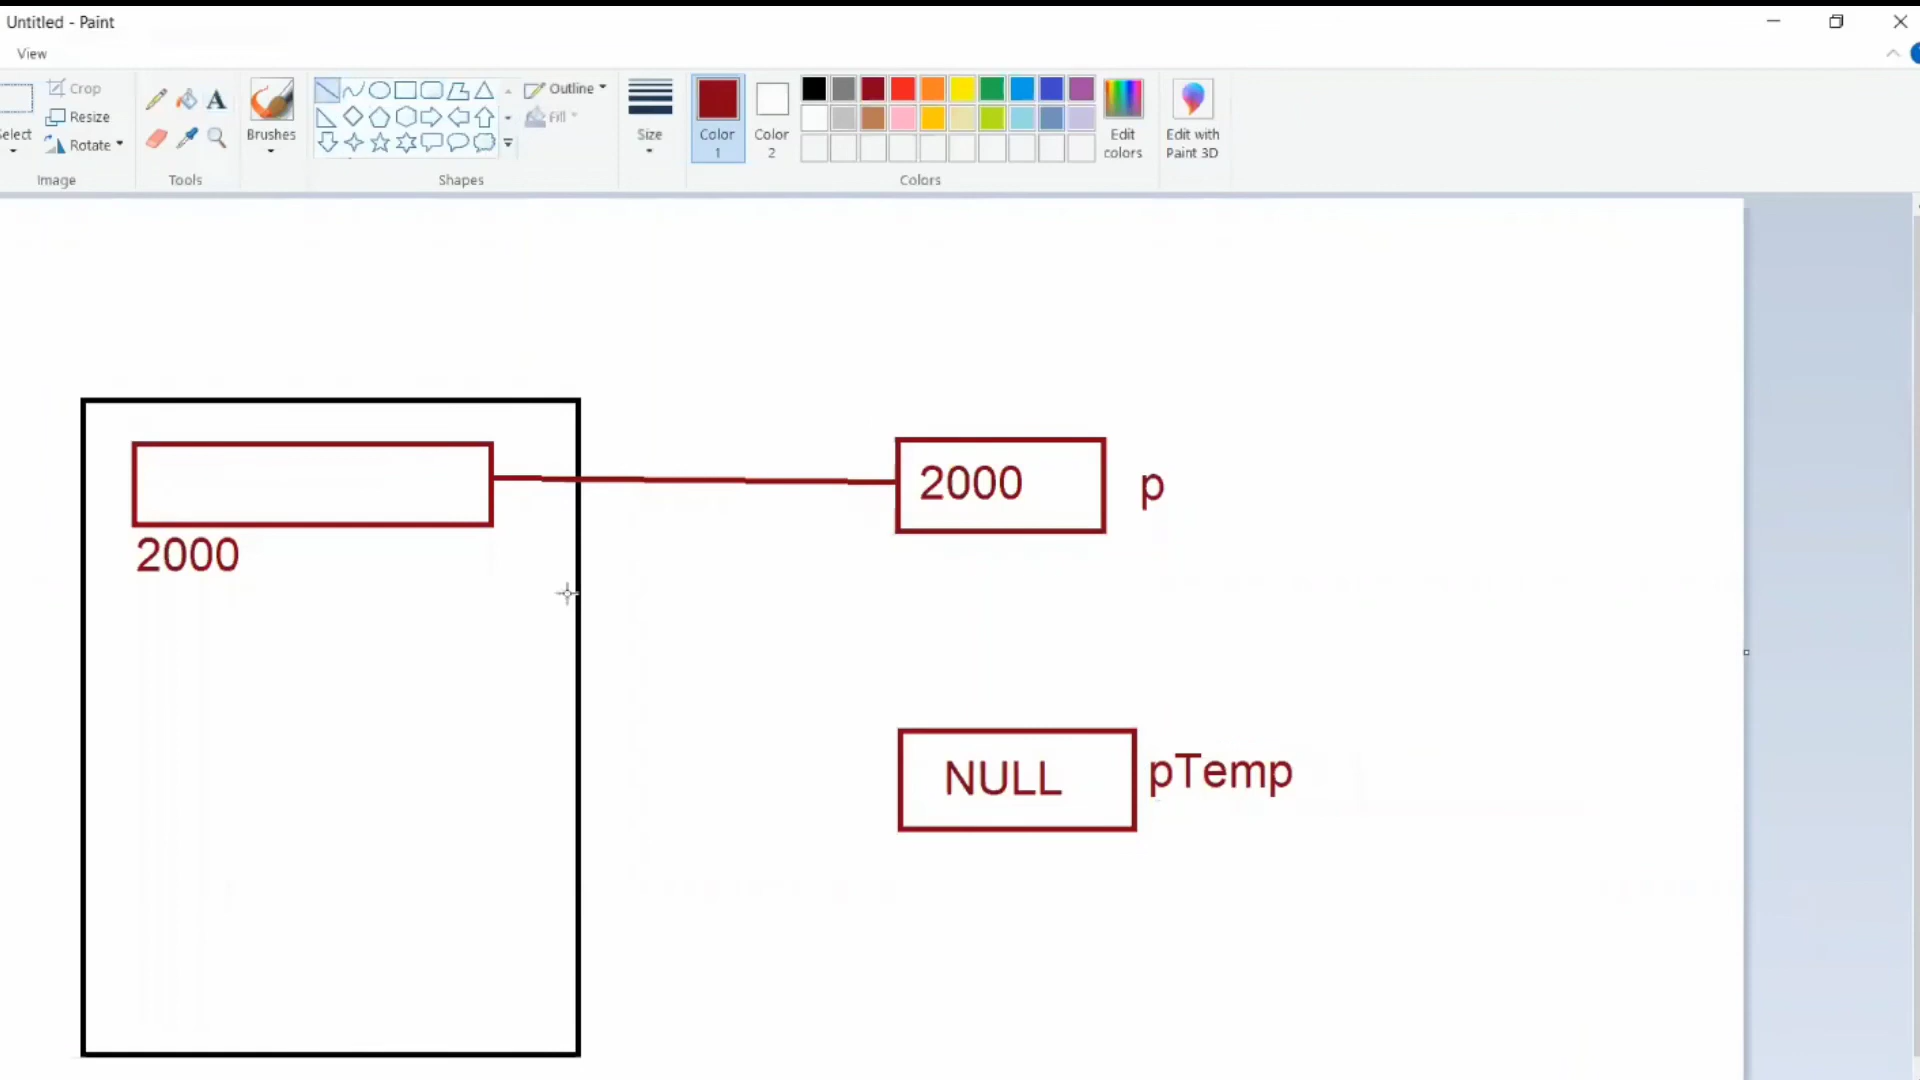 Untitled - Paint
View
Crop
Resize
Rotate
Select
Image
Tools
Brushes
Shapes
Outline
Fill
Size
Color
1
Color
2
Edit
colors
Colors
Edit with
Paint 3D
2000
2000
p
NULL
pTemp